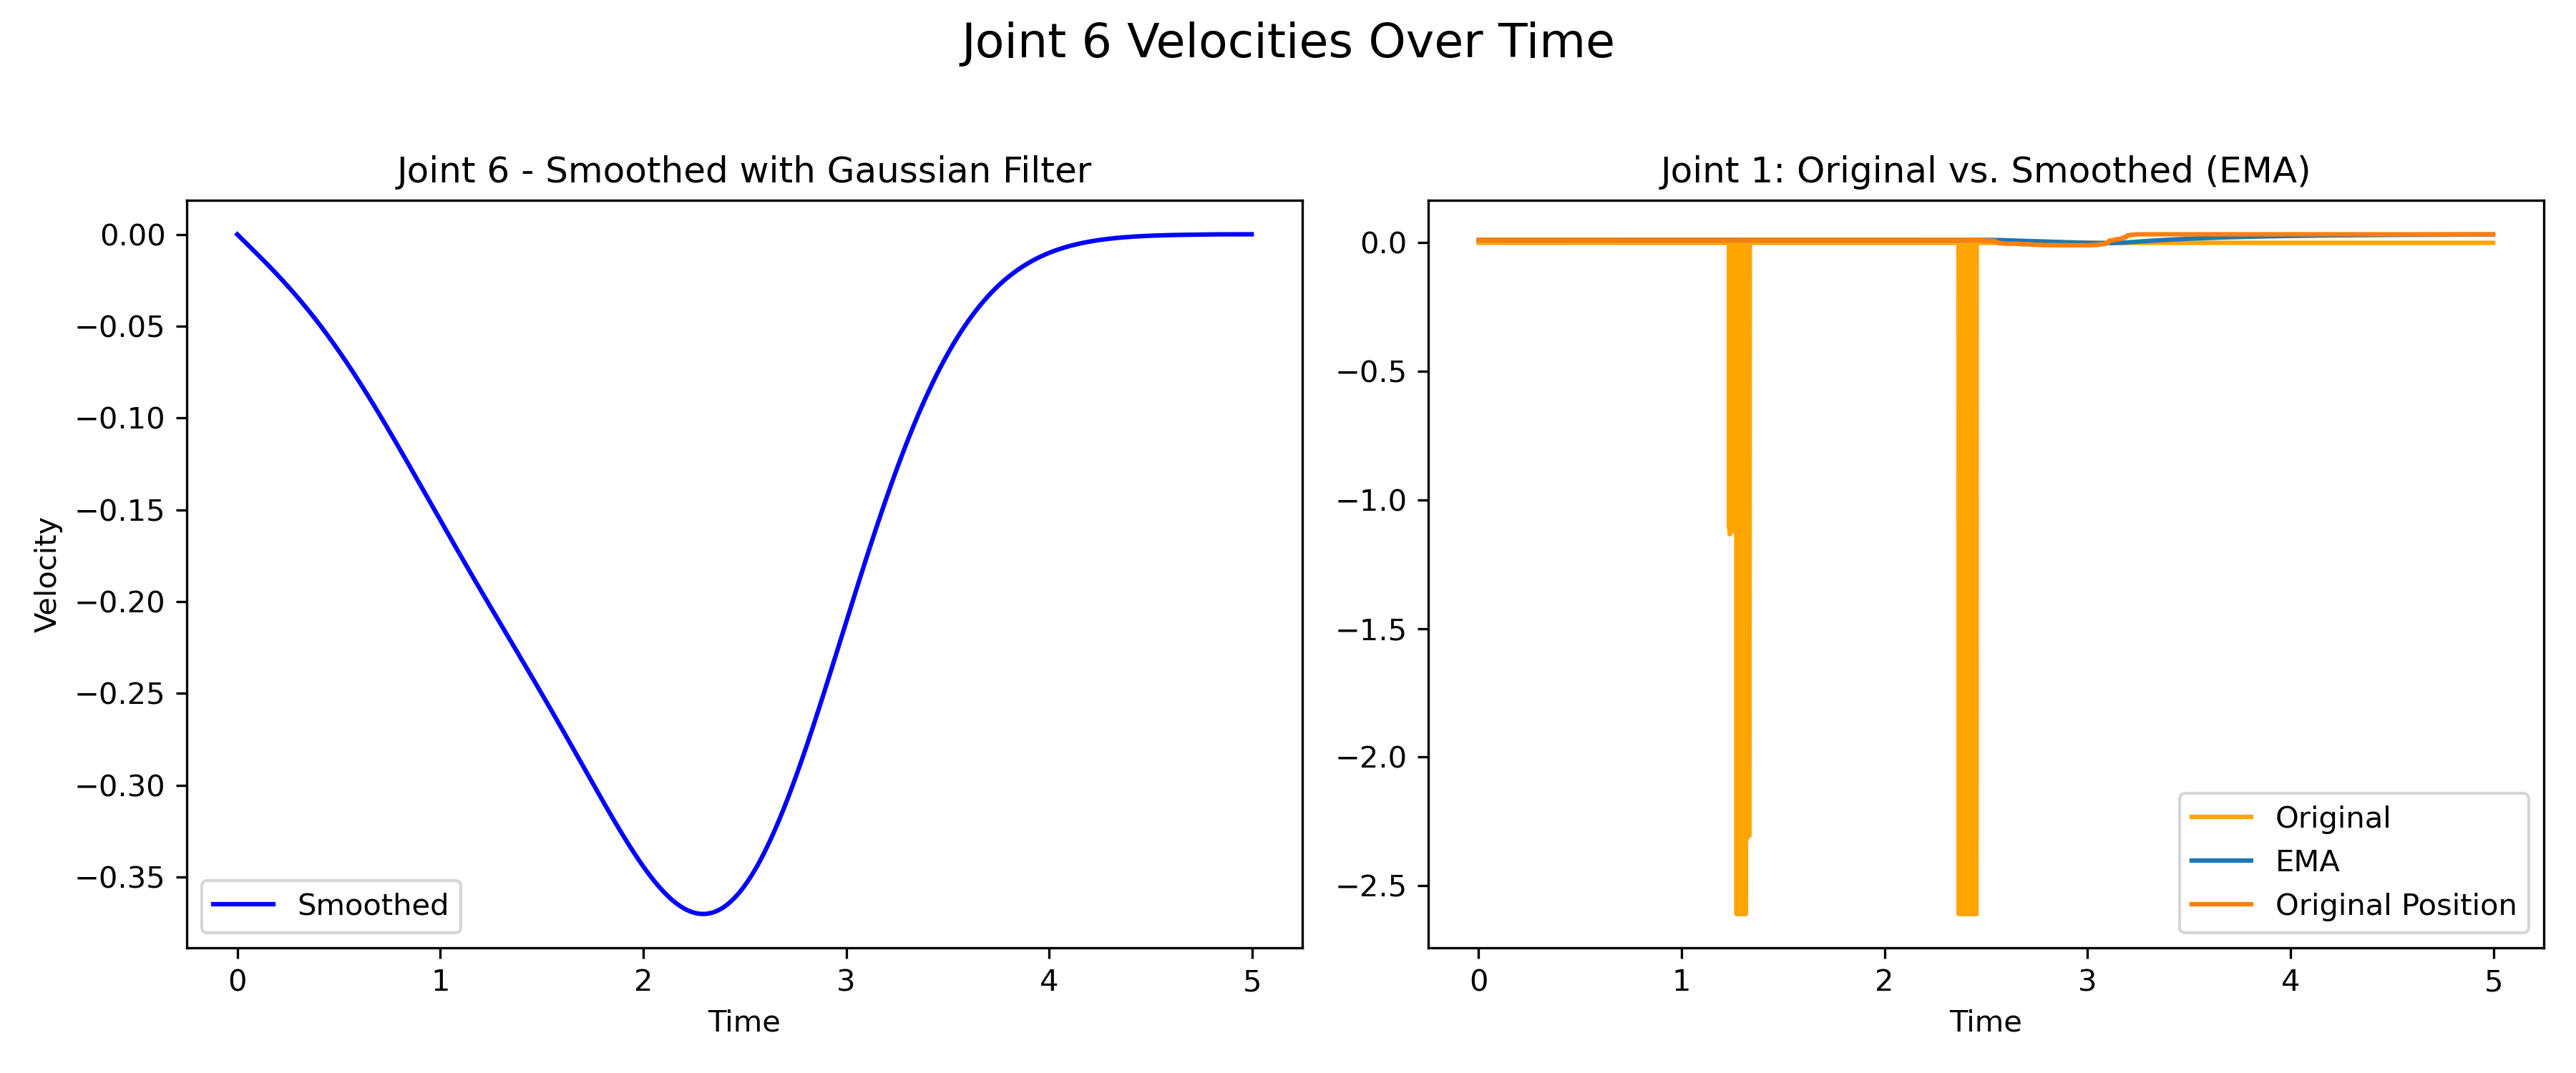 Joint 6 Velocities Over Time
Joint 6 - Smoothed with Gaussian Filter
0.00
−0.05
−0.10
−0.15
−0.20
−0.25
−0.30
−0.35
Velocity
Smoothed
0 1 2 3 4 5
Time
Joint 1: Original vs. Smoothed (EMA)
0.0
−0.5
−1.0
−1.5
−2.0
−2.5
Original
EMA
Original Position
0 1 2 3 4 5
Time